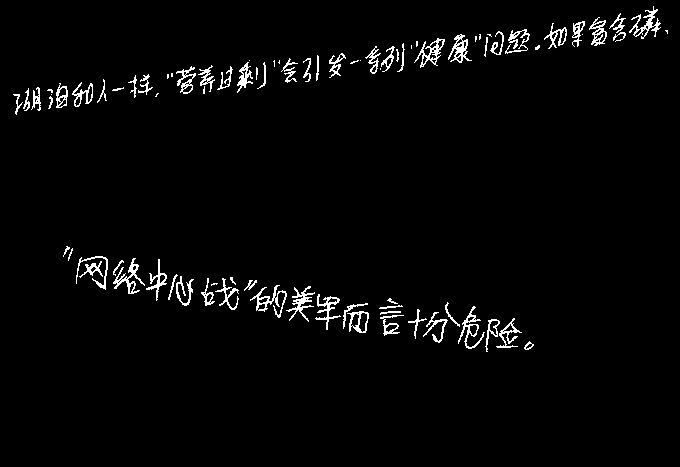 湖泊和人一样，"营养过剩"会引发一系列"健康"问题。如果富含磷、
"网络中心战"的美军而言十分危险。